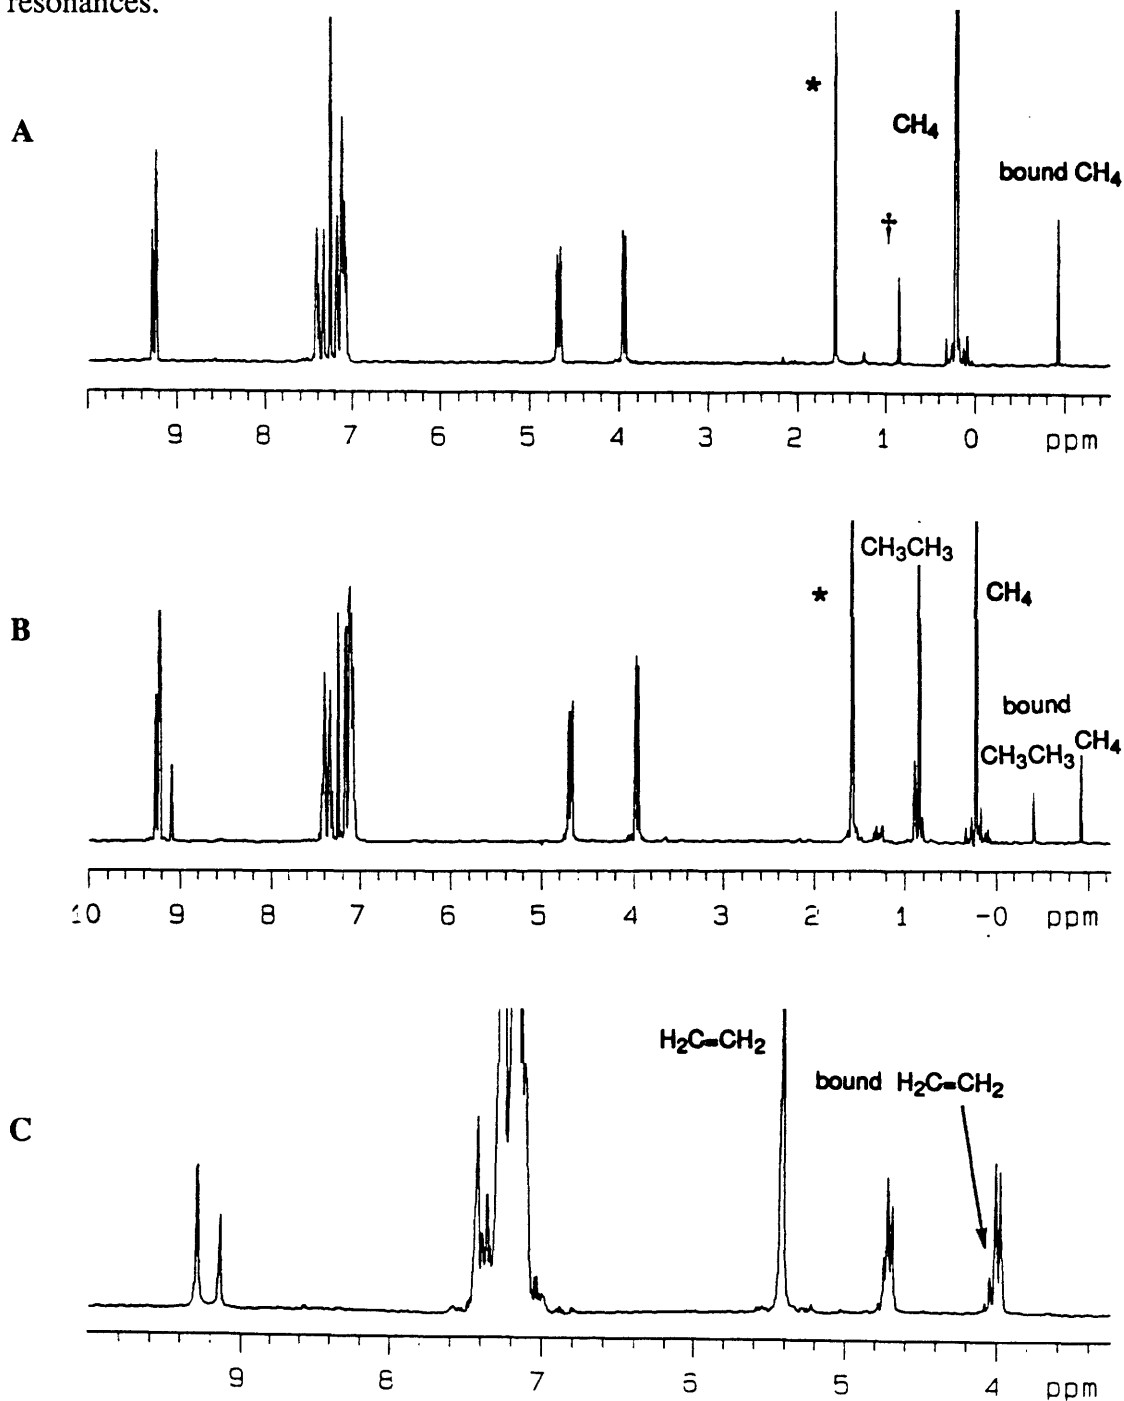 resonances.
A
*
CH₄
†
bound CH₄
9 8 7 6 5 4 3 2 1 0 ppm
B
*
CH₃CH₃
CH₄
bound
CH₃CH₃ CH₄
10 9 8 7 6 5 4 3 2 1 -0 ppm
C
H₂C=CH₂
bound H₂C=CH₂
9 8 7 6 5 4 ppm